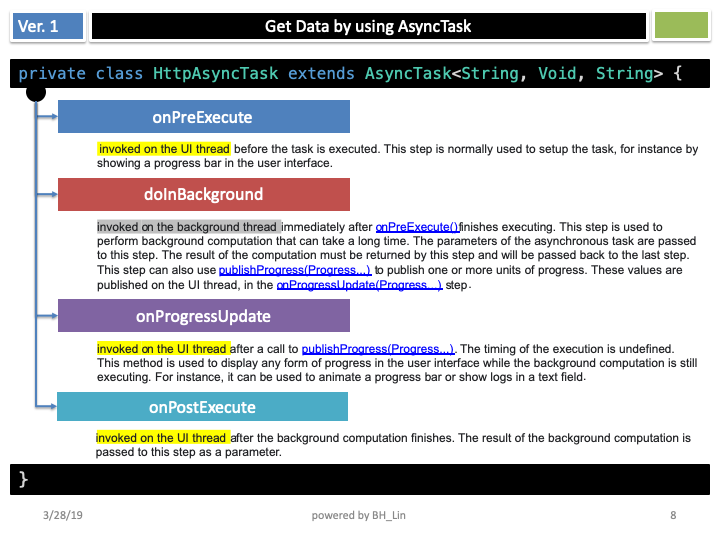 Ver. 1
Get Data by using AsyncTask
private class HttpAsyncTask extends AsyncTask<String, Void, String> {
onPreExecute
invoked on the UI thread before the task is executed. This step is normally used to setup the task, for instance by
showing a progress bar in the user interface.
doInBackground
invoked on the background thread immediately after onPreExecute() finishes executing. This step is used to
perform background computation that can take a long time. The parameters of the asynchronous task are passed
to this step. The result of the computation must be returned by this step and will be passed back to the last step.
This step can also use publishProgress(Progress...) to publish one or more units of progress. These values are
published on the UI thread, in the onProgressUpdate(Progress...) step.
onProgressUpdate
invoked on the UI thread after a call to publishProgress(Progress...). The timing of the execution is undefined.
This method is used to display any form of progress in the user interface while the background computation is still
executing. For instance, it can be used to animate a progress bar or show logs in a text field.
onPostExecute
invoked on the UI thread after the background computation finishes. The result of the background computation is
passed to this step as a parameter.
}
3/28/19
powered by BH_Lin
8